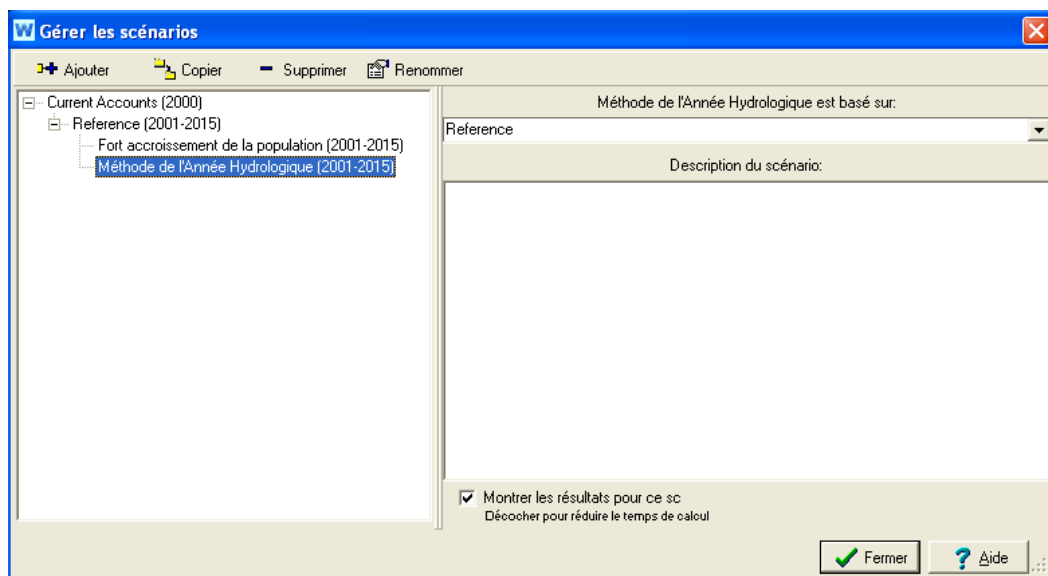 Gérer les scénarios
Ajouter Copier Supprimer Renommer
Current Accounts (2000)
Reference (2001-2015)
Fort accroissement de la population (2001-2015)
Méthode de l'Année Hydrologique (2001-2015)
Méthode de l'Année Hydrologique est basé sur:
Reference
Description du scénario:
Montrer les résultats pour ce sc
Décocher pour réduire le temps de calcul
Fermer Aide